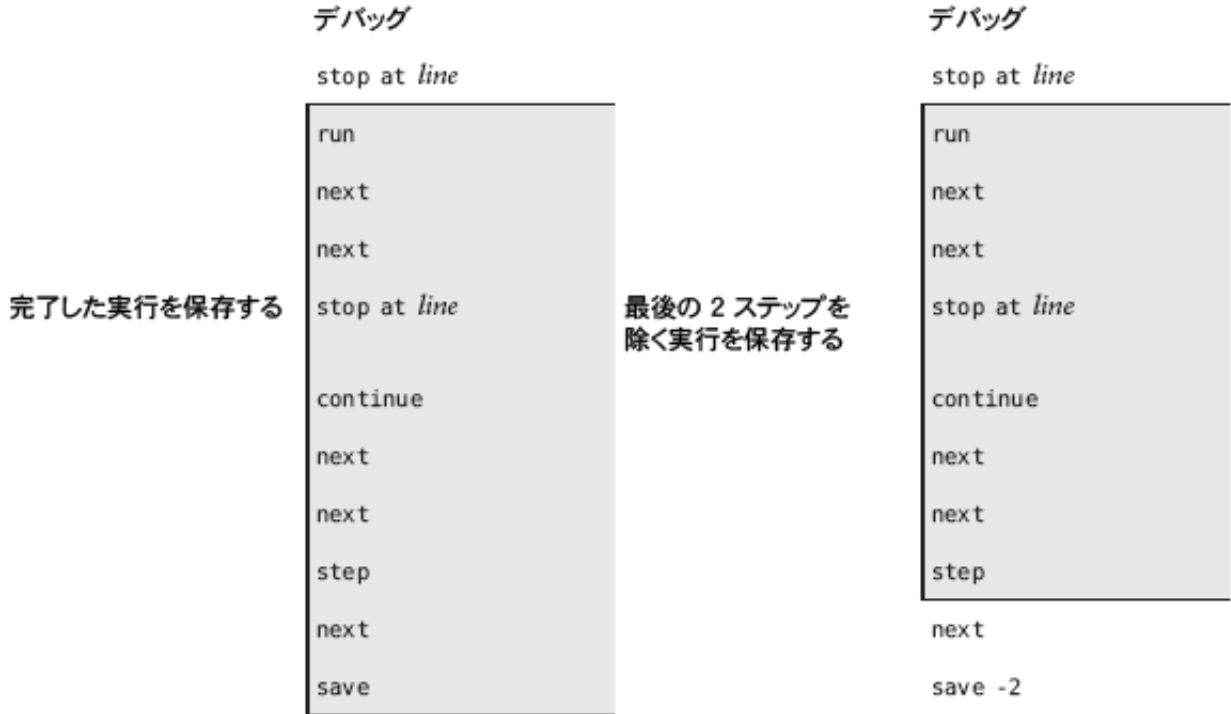 デバッグ
stop at line
run
next
next
完了した実行を保存する
stop at line
continue
next
next
step
next
save
デバッグ
stop at line
run
next
next
最後の 2 ステップを
除く実行を保存する
stop at line
continue
next
next
step
next
save -2